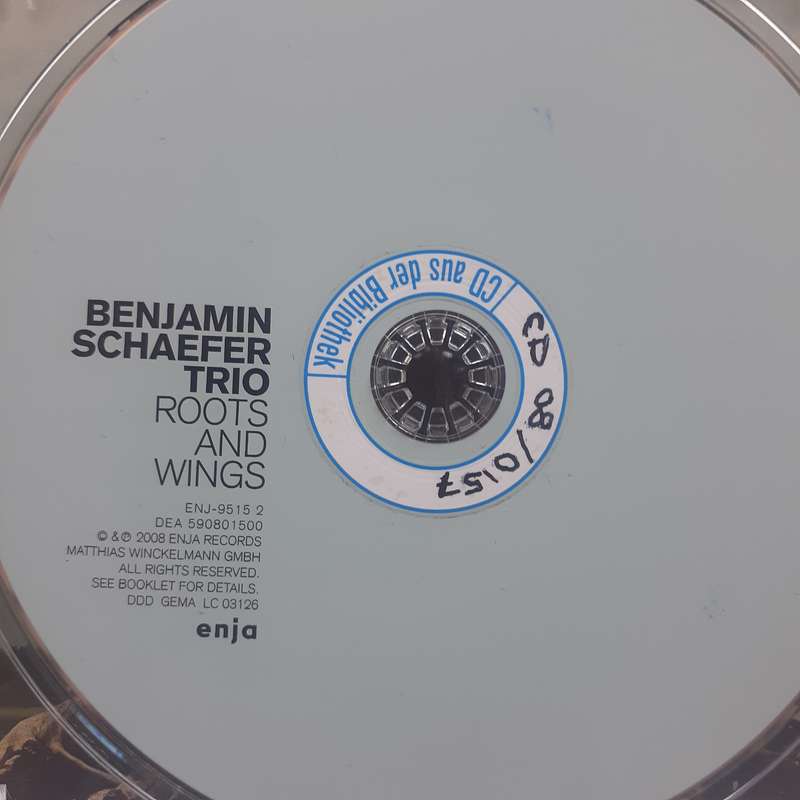 BENJAMIN
SCHAEFER
TRIO
ROOTS
AND
WINGS
ENJ-9515 2
DEA 590801500
© & ℗ 2008 ENJA RECORDS
MATTHIAS WINCKELMANN GMBH
ALL RIGHTS RESERVED.
SEE BOOKLET FOR DETAILS.
DDD GEMA LC 03126
enja
CD aus der Bibliothek
CD 08/0157